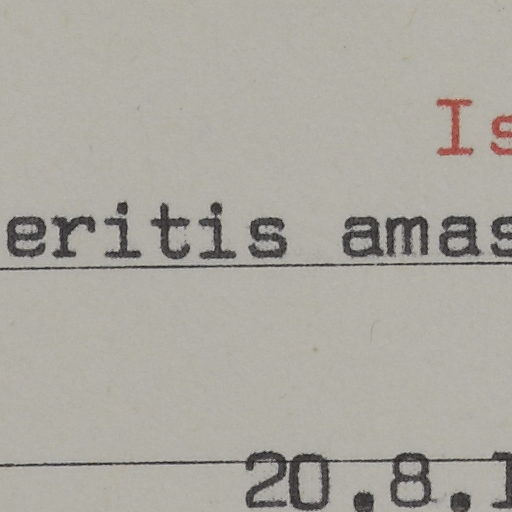 Is
eritis amas
20.8.1